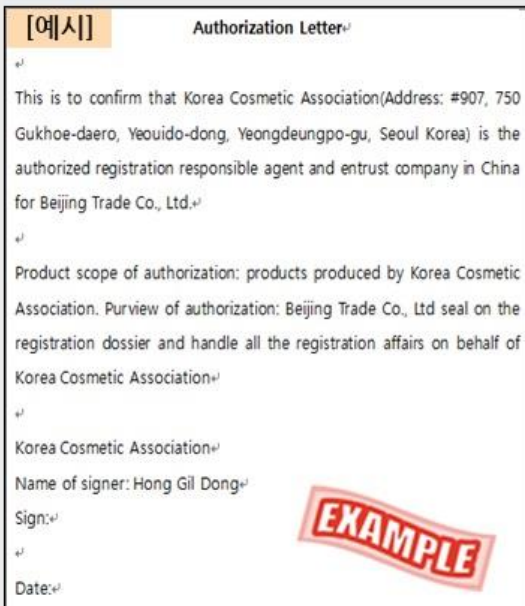 [예시]
Authorization Letter↵
↵
This is to confirm that Korea Cosmetic Association(Address: #907, 750
Gukhoe-daero, Yeouido-dong, Yeongdeungpo-gu, Seoul Korea) is the
authorized registration responsible agent and entrust company in China
for Beijing Trade Co., Ltd.↵
↵
Product scope of authorization: products produced by Korea Cosmetic
Association. Purview of authorization: Beijing Trade Co., Ltd seal on the
registration dossier and handle all the registration affairs on behalf of
Korea Cosmetic Association↵
↵
Korea Cosmetic Association↵
Name of signer: Hong Gil Dong↵
Sign:↵
EXAMPLE
↵
Date:↵